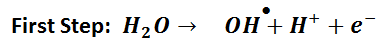 First Step: H₂O → OH• + H⁺ + e⁻